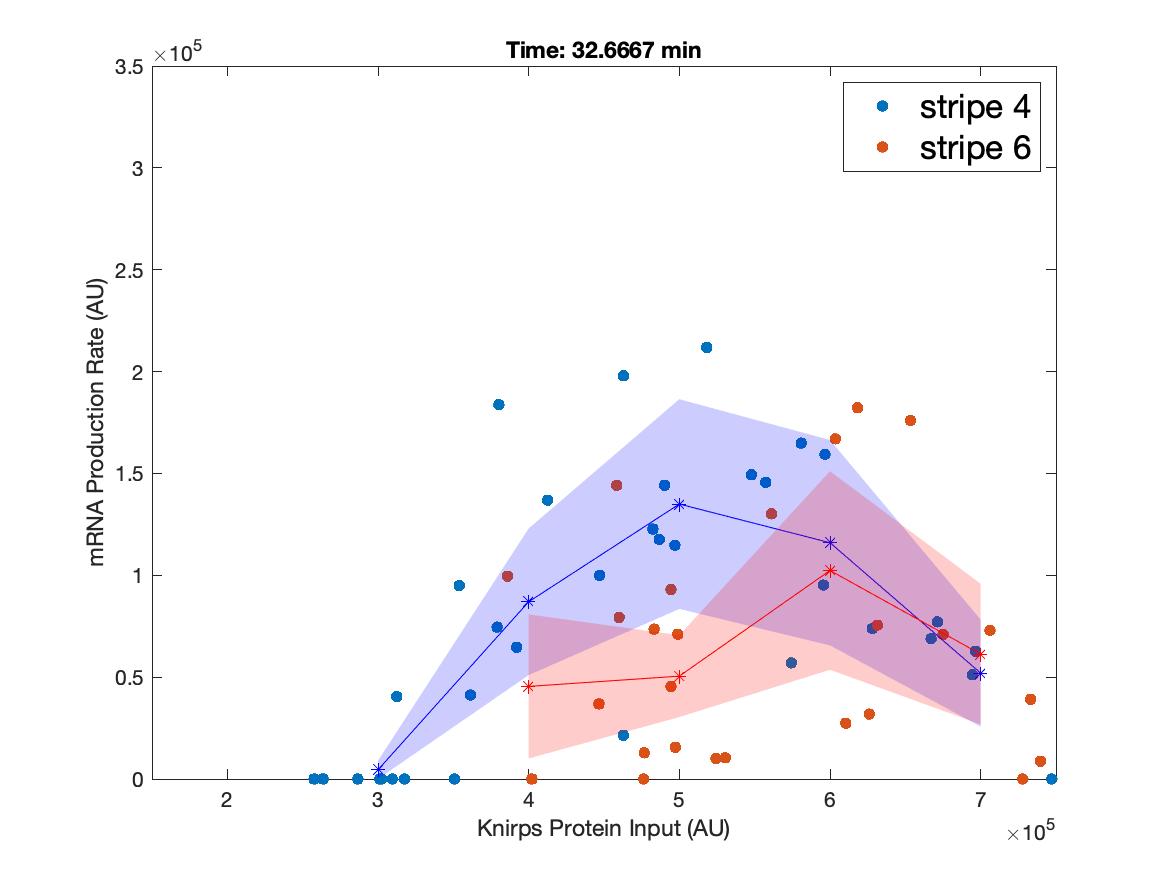 Time: 32.6667 min
×10^5
3.5
3
2.5
2
1.5
1
0.5
0
mRNA Production Rate (AU)
stripe 4
stripe 6
2 3 4 5 6 7
Knirps Protein Input (AU)
×10^5